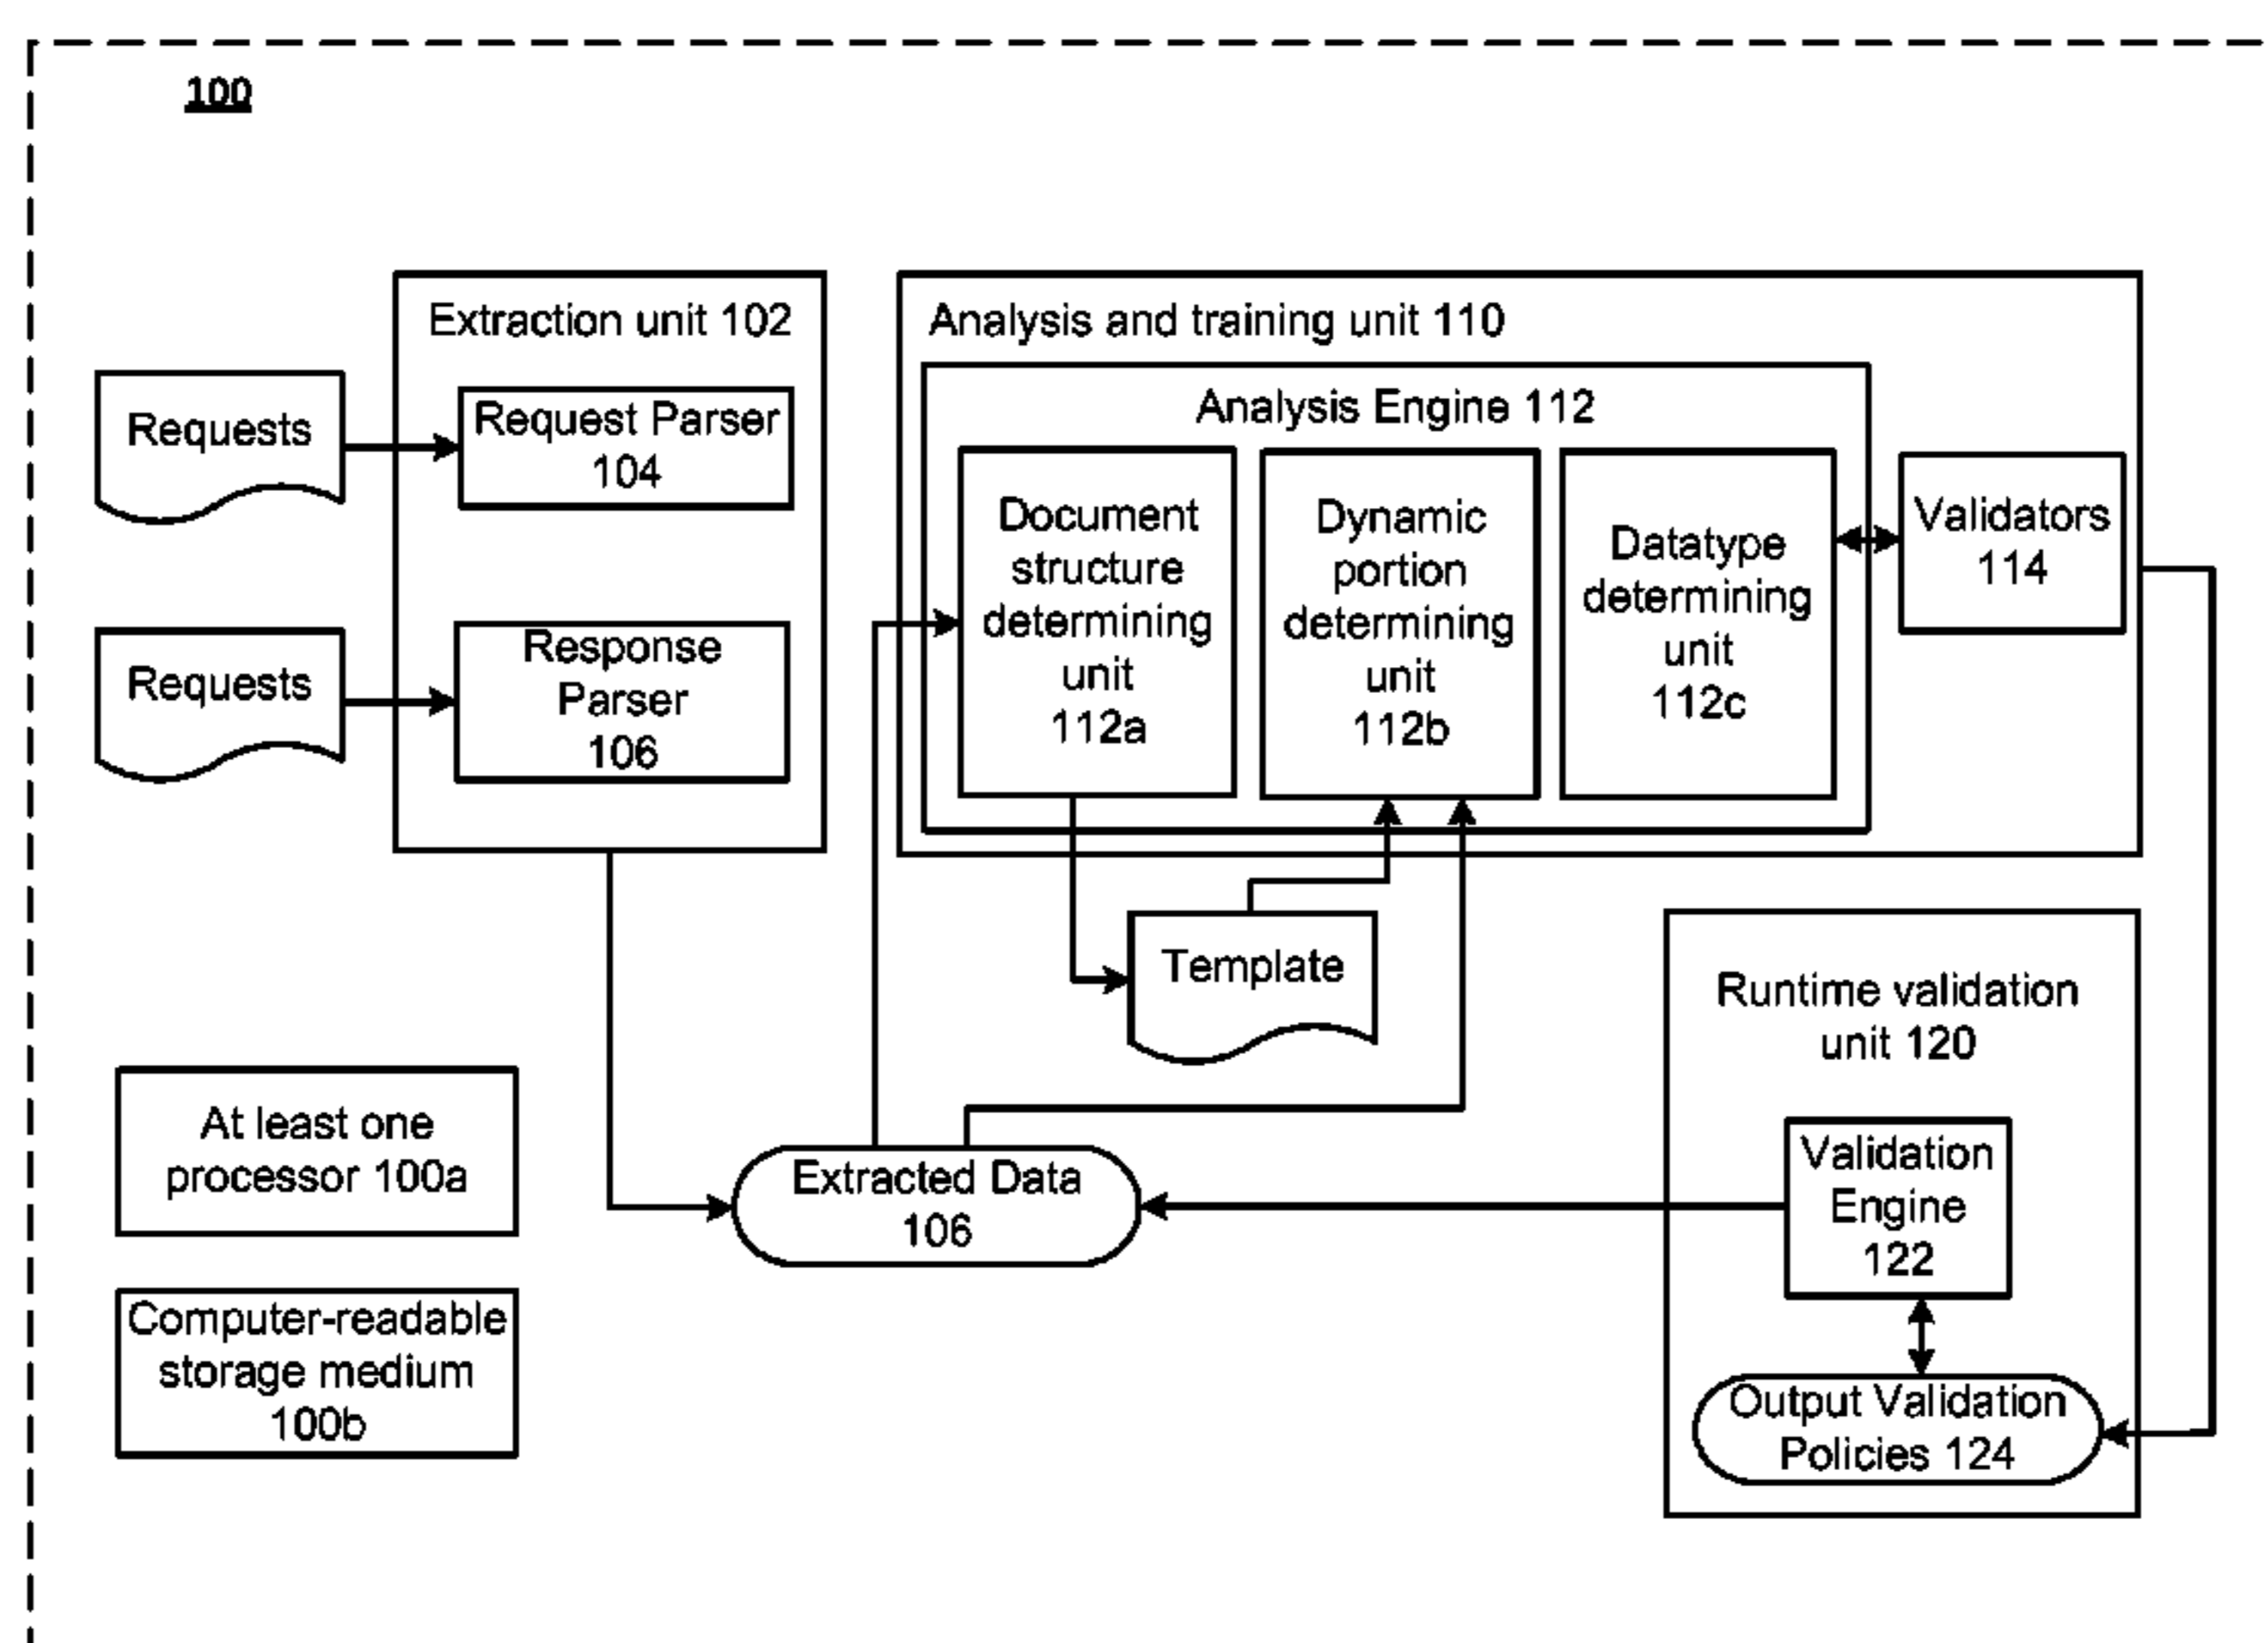 100
Extraction unit 102
Requests
Request Parser
104
Requests
Response
Parser
106
Analysis and training unit 110
Analysis Engine 112
Document
structure
determining
unit
112a
Dynamic
portion
determining
unit
112b
Datatype
determining
unit
112c
Validators
114
Template
Runtime validation
unit 120
Validation
Engine
122
Output Validation
Policies 124
Extracted Data
106
At least one
processor 100a
Computer-readable
storage medium
100b